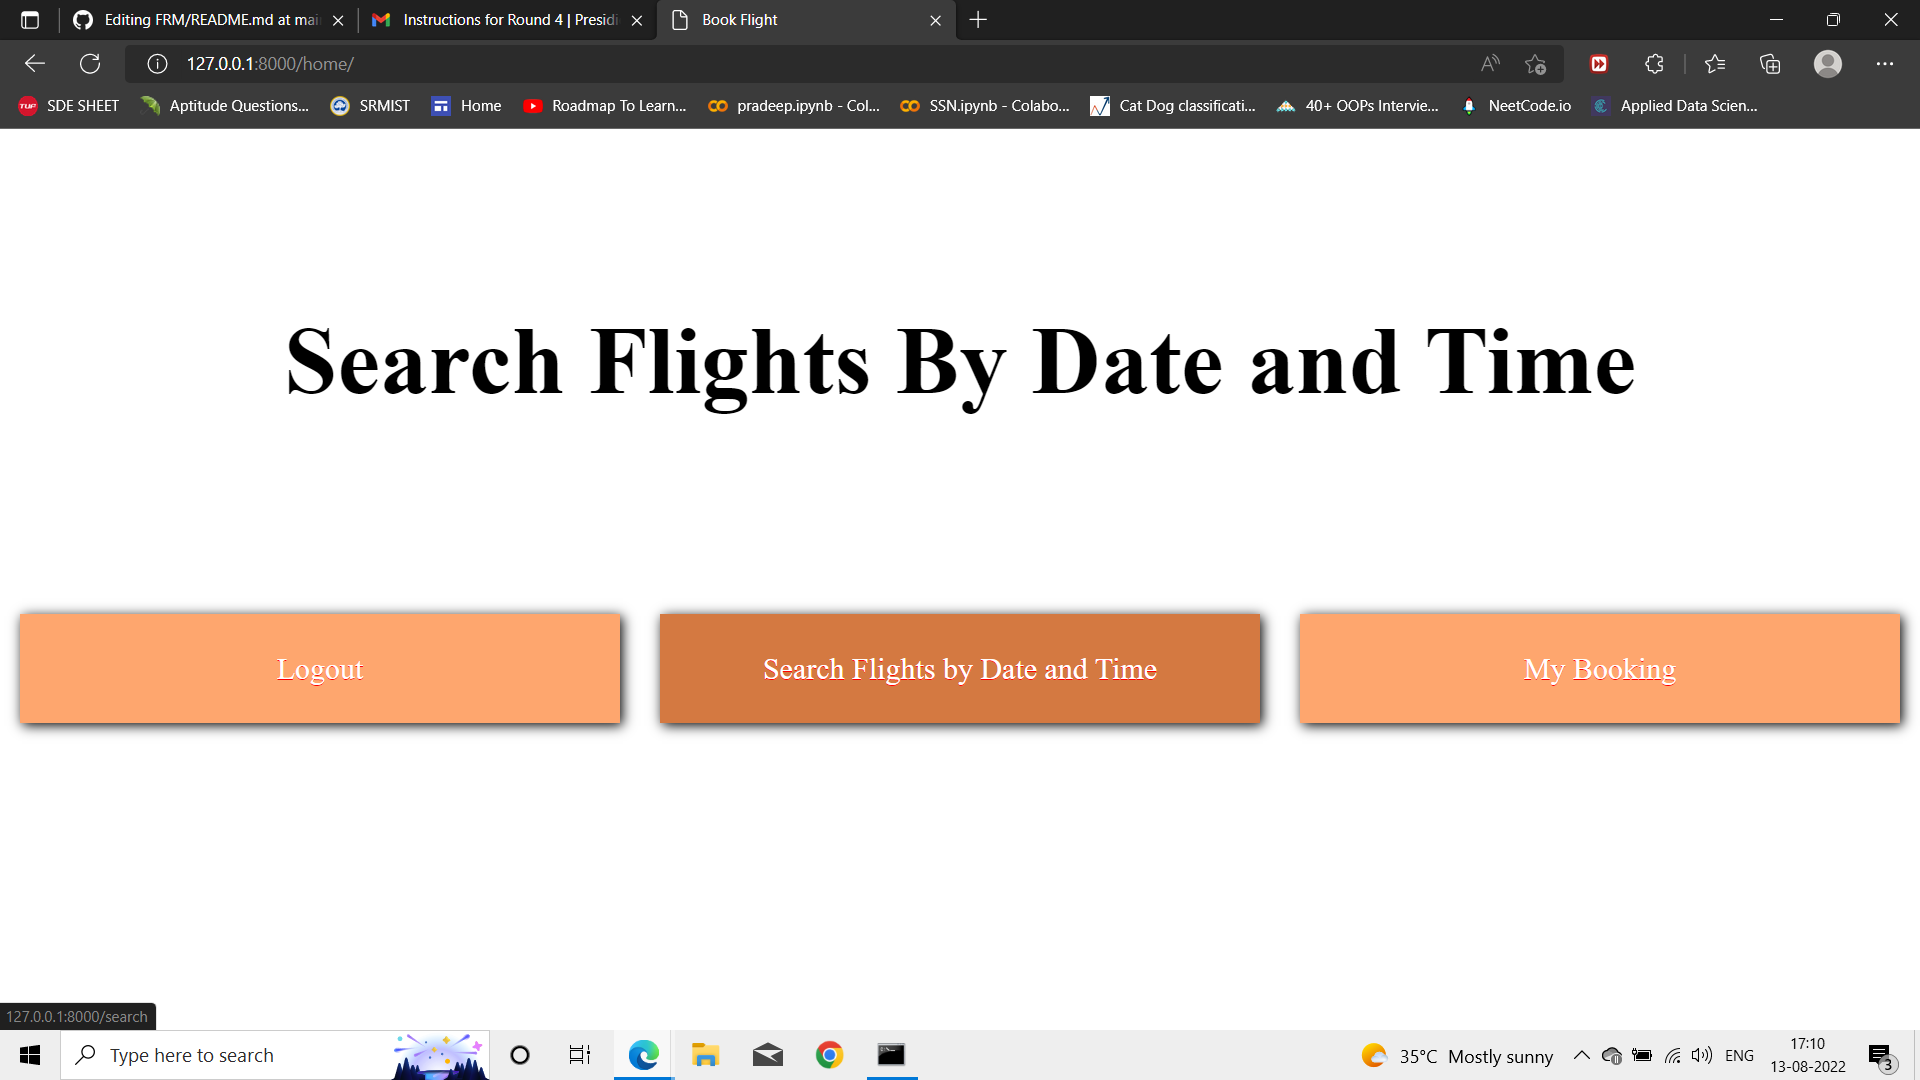 Editing FRM/README.md at mai
Instructions for Round 4 | Presidi
Book Flight
127.0.0.1:8000/home/
SDE SHEET
Aptitude Questions...
SRMIST
Home
Roadmap To Learn...
pradeep.ipynb - Col...
SSN.ipynb - Colabo...
Cat Dog classificati...
40+ OOPs Intervie...
NeetCode.io
Applied Data Scien...
Search Flights By Date and Time
Logout
Search Flights by Date and Time
My Booking
127.0.0.1:8000/search
Type here to search
35°C Mostly sunny
ENG
17:10
13-08-2022
3